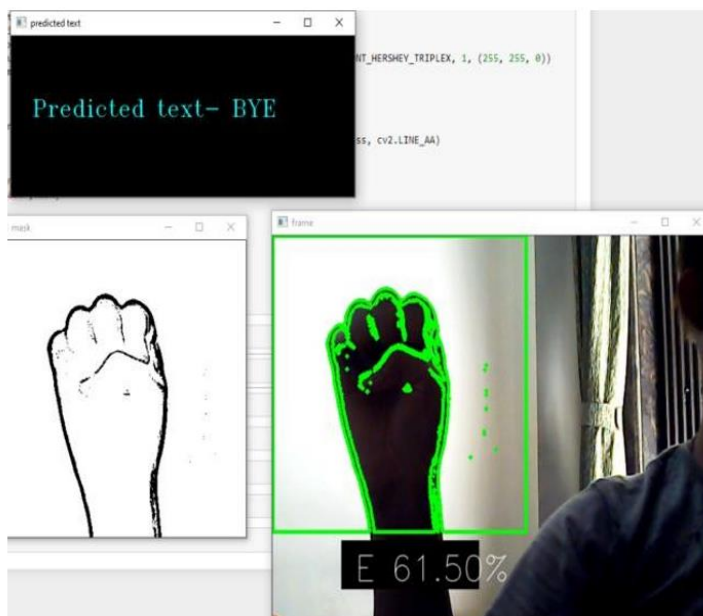 predicted text
NT_HERSHEY_TRIPLEX, 1, (255, 255, 0))
Predicted text- BYE
ss, cv2.LINE_AA)
mask
frame
E 61.50%